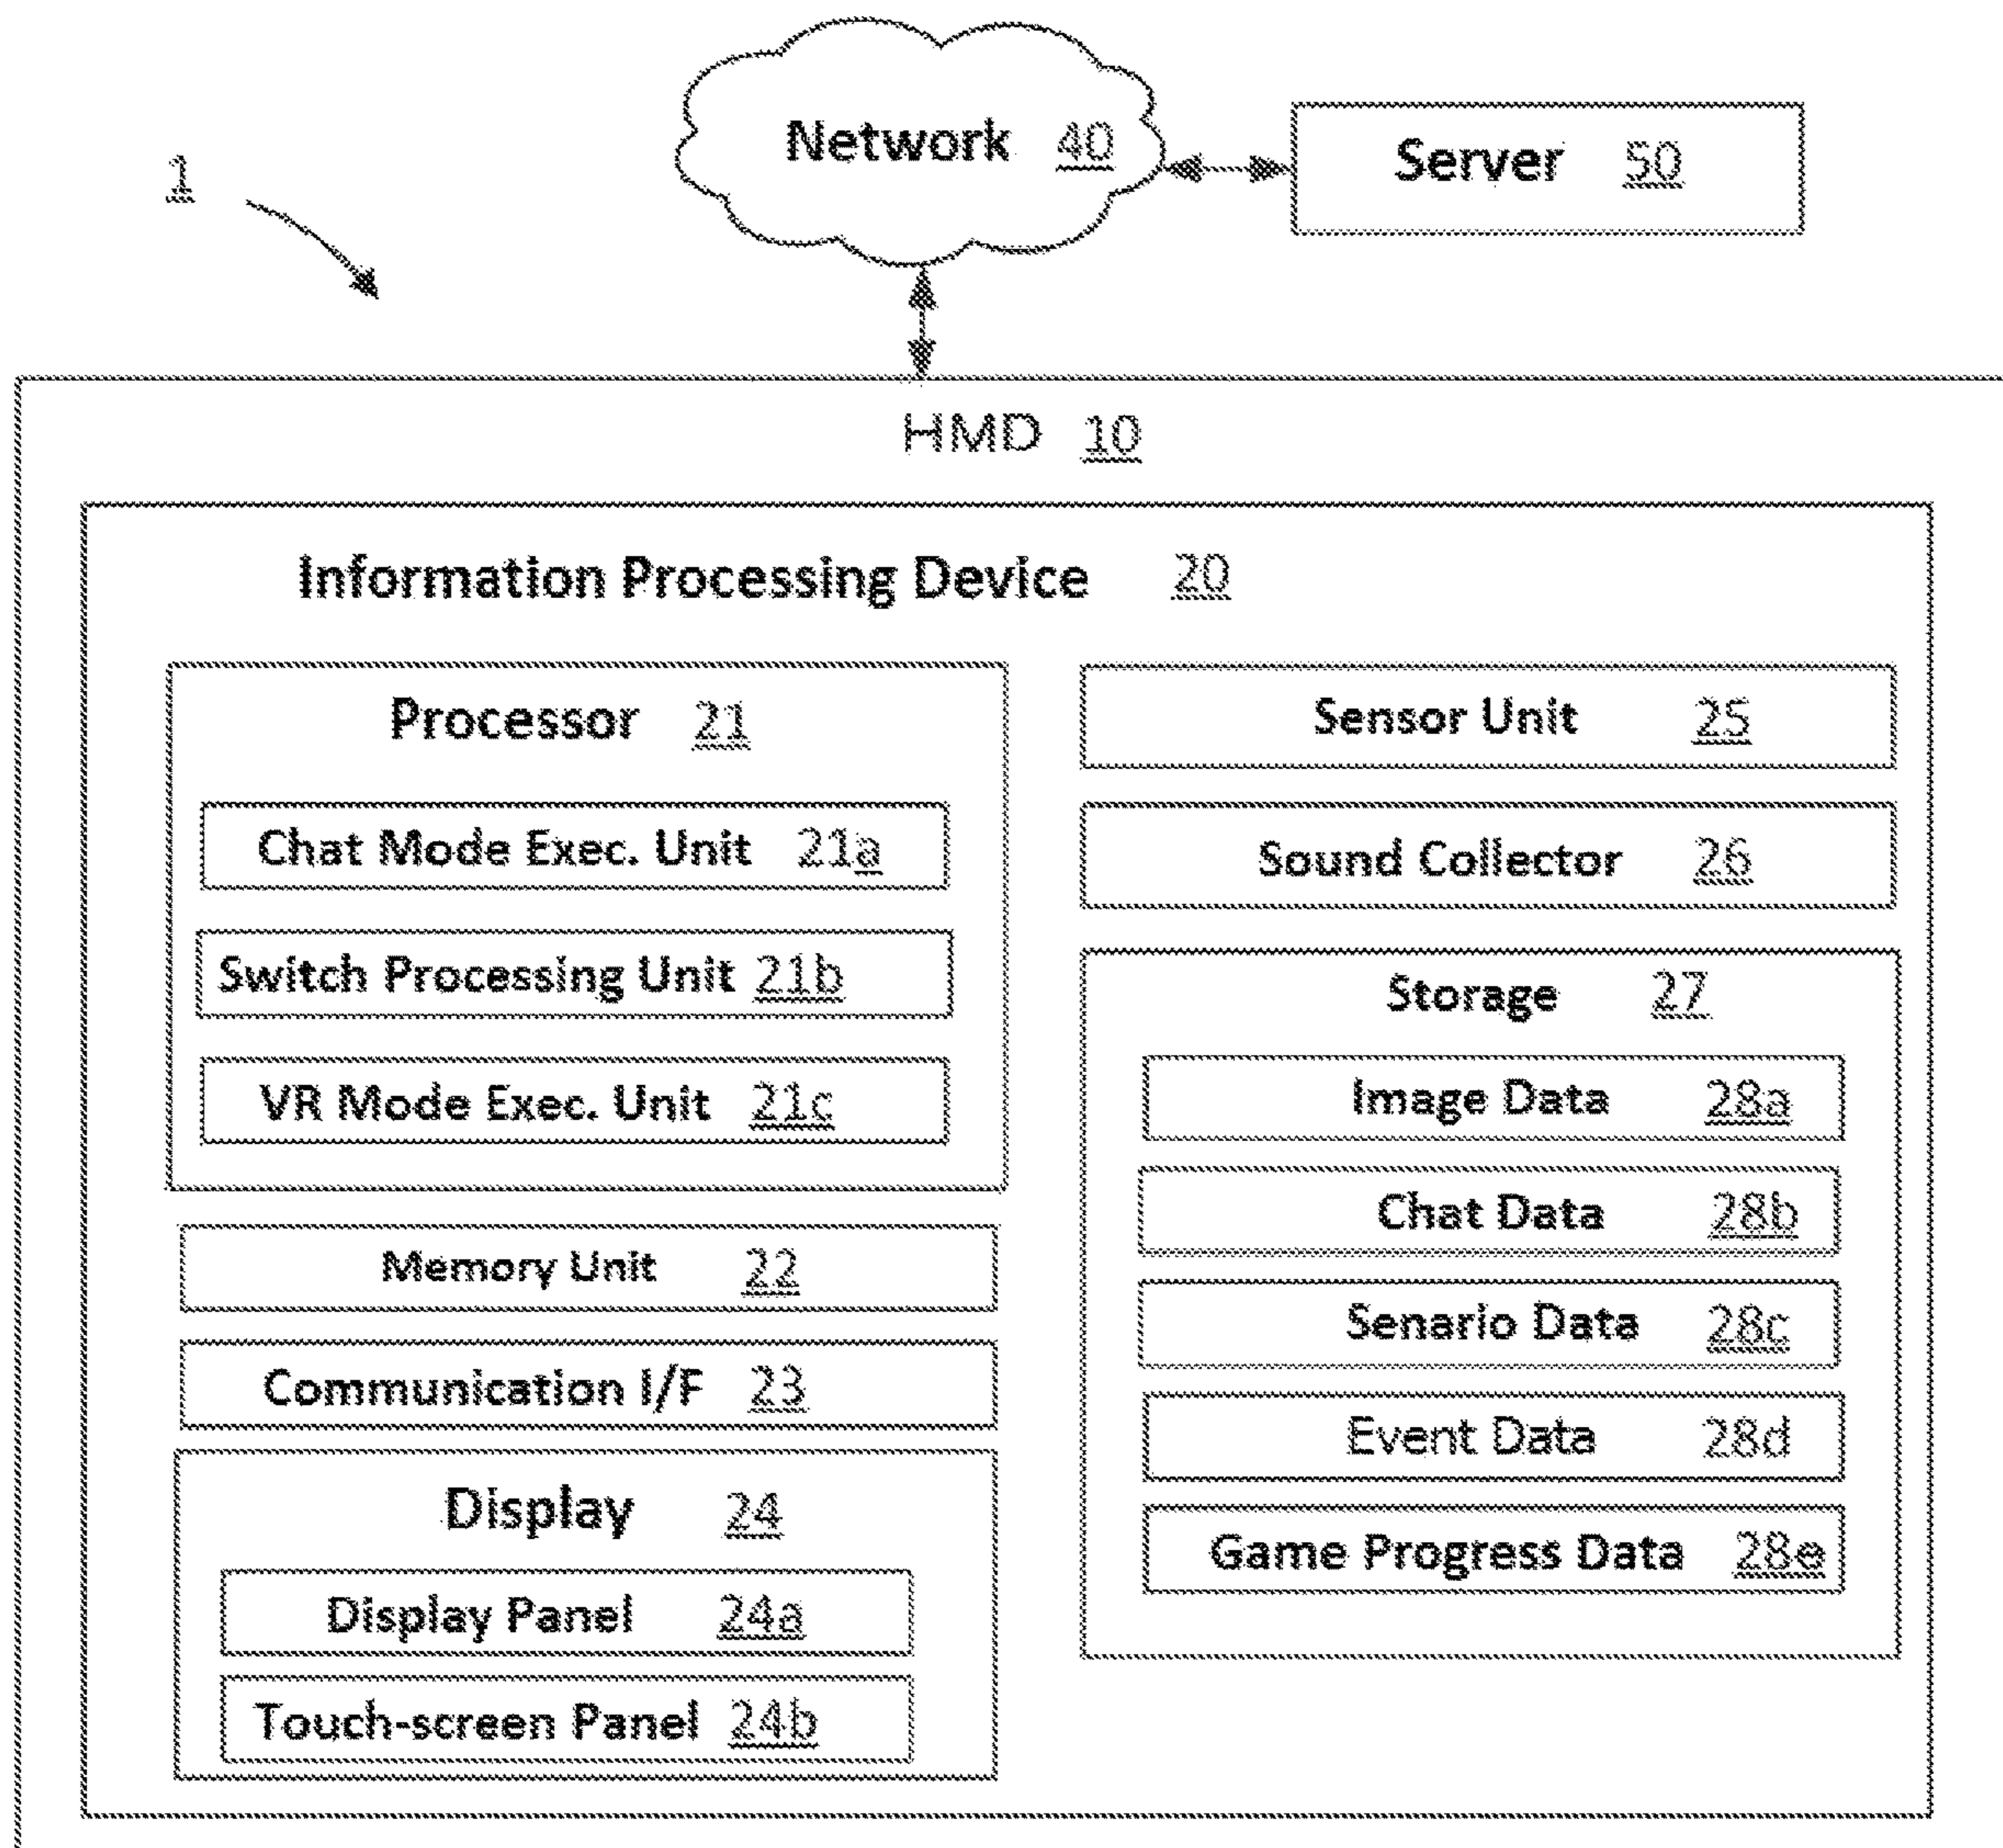 Network 40
Server 50
1
HMD 10
Information Processing Device 20
Processor 21
Chat Mode Exec. Unit 21a
Switch Processing Unit 21b
VR Mode Exec. Unit 21c
Memory Unit 22
Communication I/F 23
Display 24
Display Panel 24a
Touch-screen Panel 24b
Sensor Unit 25
Sound Collector 26
Storage 27
Image Data 28a
Chat Data 28b
Senario Data 28c
Event Data 28d
Game Progress Data 28e